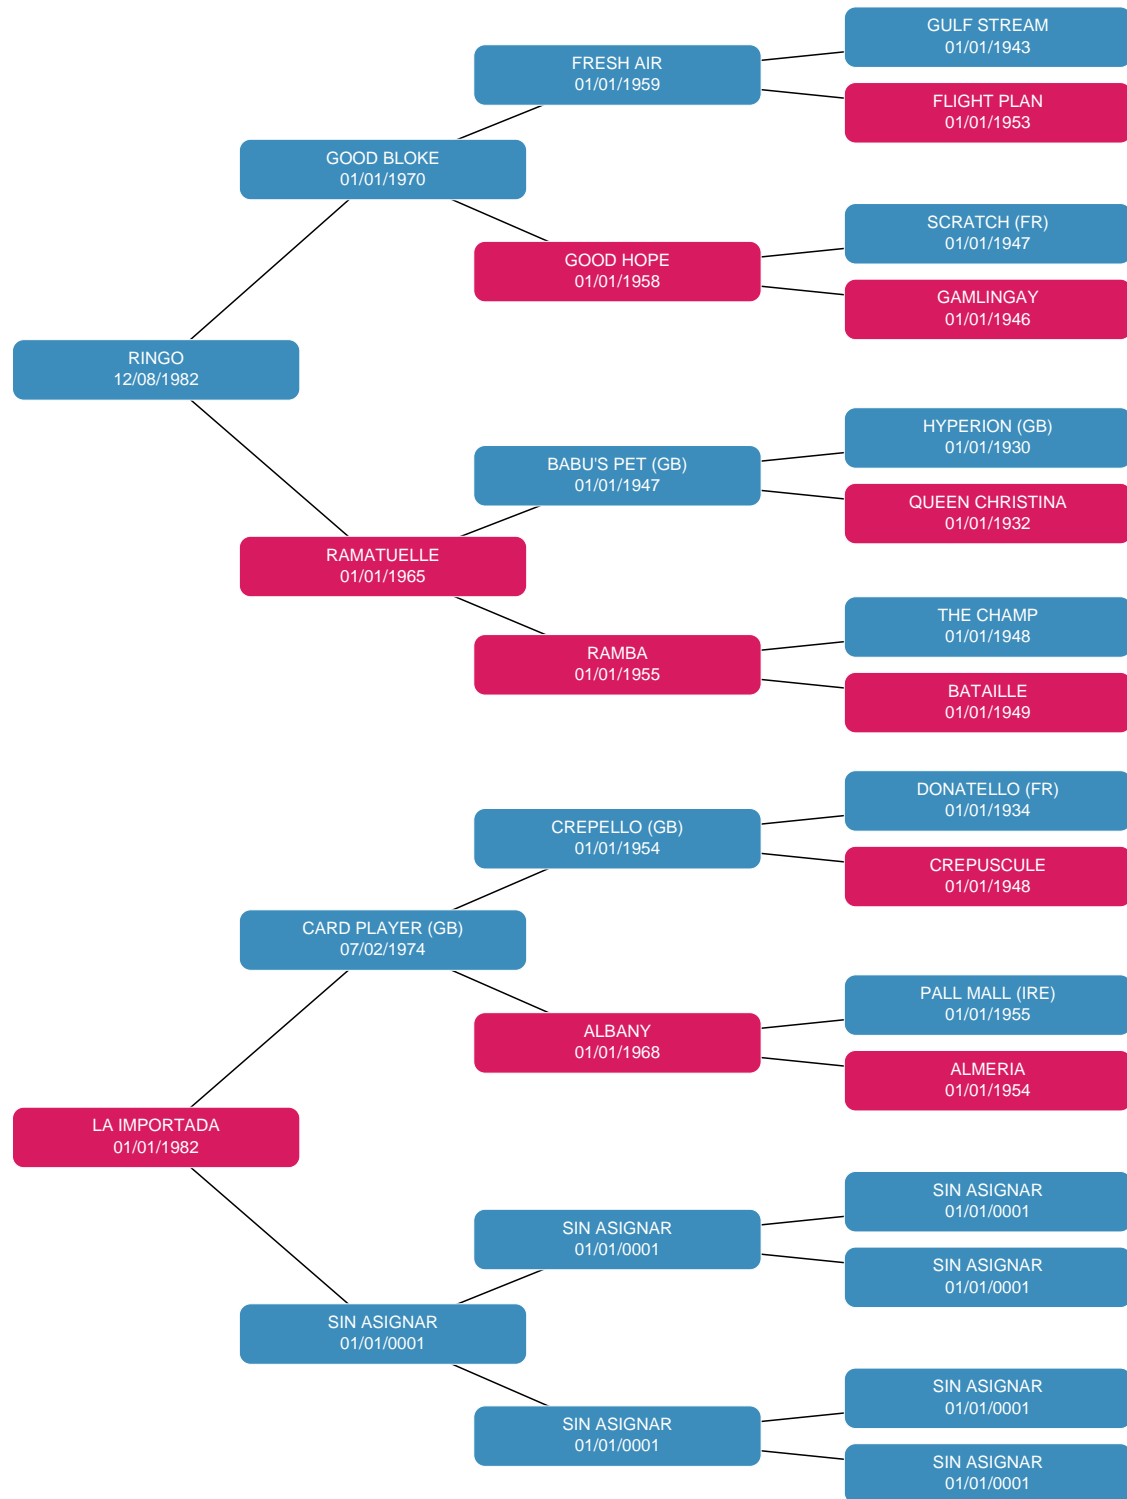 GULF STREAM
01/01/1943
FRESH AIR
01/01/1959
FLIGHT PLAN
01/01/1953
GOOD BLOKE
01/01/1970
SCRATCH (FR)
01/01/1947
GOOD HOPE
01/01/1958
GAMLINGAY
01/01/1946
RINGO
12/08/1982
HYPERION (GB)
01/01/1930
BABU'S PET (GB)
01/01/1947
QUEEN CHRISTINA
01/01/1932
RAMATUELLE
01/01/1965
THE CHAMP
01/01/1948
RAMBA
01/01/1955
BATAILLE
01/01/1949
DONATELLO (FR)
01/01/1934
CREPELLO (GB)
01/01/1954
CREPUSCULE
01/01/1948
CARD PLAYER (GB)
07/02/1974
PALL MALL (IRE)
01/01/1955
ALBANY
01/01/1968
ALMERIA
01/01/1954
LA IMPORTADA
01/01/1982
SIN ASIGNAR
01/01/0001
SIN ASIGNAR
01/01/0001
SIN ASIGNAR
01/01/0001
SIN ASIGNAR
01/01/0001
SIN ASIGNAR
01/01/0001
SIN ASIGNAR
01/01/0001
SIN ASIGNAR
01/01/0001